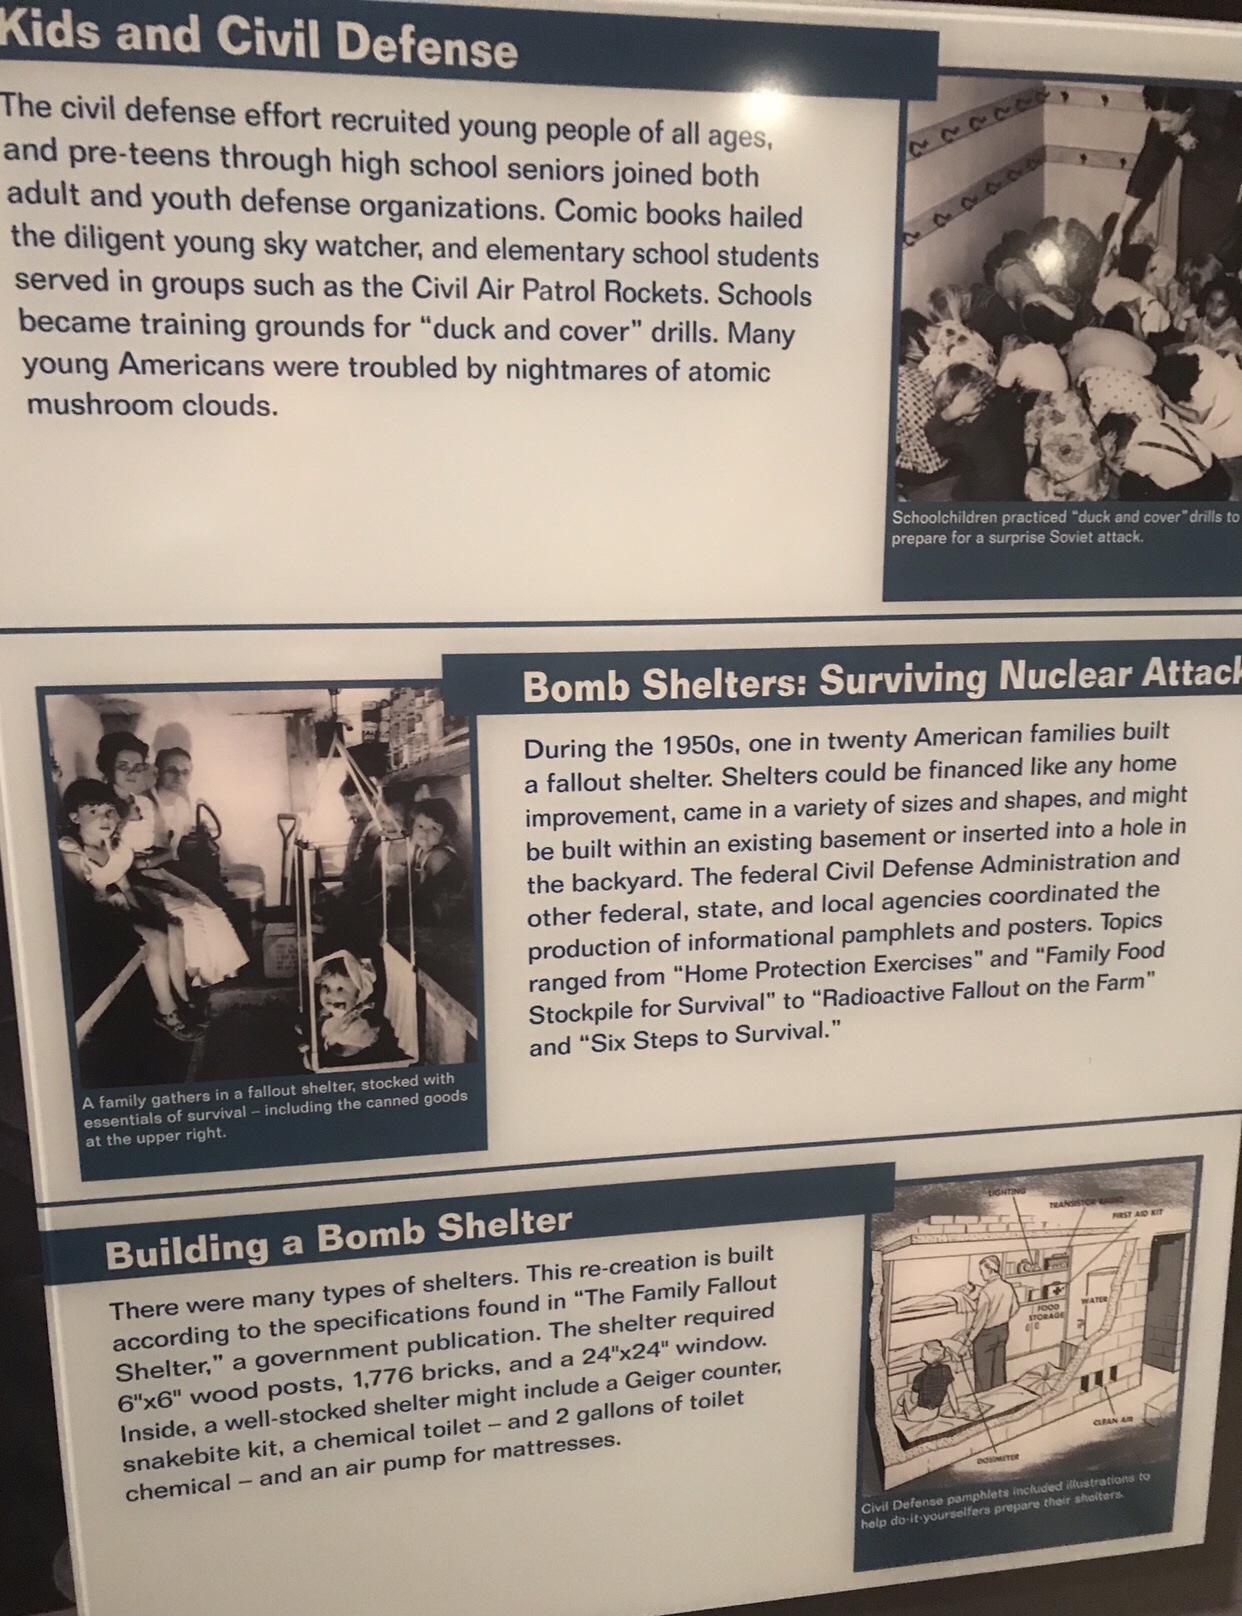 Kids and Civil Defense
The civil defense effort recruited young people of all ages,
and pre-teens through high school seniors joined both
adult and youth defense organizations. Comic books hailed
the diligent young sky watcher, and elementary school students
served in groups such as the Civil Air Patrol Rockets. Schools
became training grounds for "duck and cover" drills. Many
young Americans were troubled by nightmares of atomic
mushroom clouds.
Schoolchildren practiced "duck and cover" drills to
prepare for a surprise Soviet attack.
Bomb Shelters: Surviving Nuclear Attack
During the 1950s, one in twenty American families built
a fallout shelter. Shelters could be financed like any home
improvement, came in a variety of sizes and shapes, and might
be built within an existing basement or inserted into a hole in
the backyard. The federal Civil Defense Administration and
other federal, state, and local agencies coordinated the
production of informational pamphlets and posters. Topics
ranged from "Home Protection Exercises" and "Family Food
Stockpile for Survival" to "Radioactive Fallout on the Farm"
and "Six Steps to Survival."
A family gathers in a fallout shelter, stocked with
essentials of survival – including the canned goods
at the upper right.
Building a Bomb Shelter
There were many types of shelters. This re-creation is built
according to the specifications found in "The Family Fallout
Shelter," a government publication. The shelter required
6"x6" wood posts, 1,776 bricks, and a 24"x24" window.
Inside, a well-stocked shelter might include a Geiger counter,
snakebite kit, a chemical toilet – and 2 gallons of toilet
chemical – and an air pump for mattresses.
LIGHTING
TRANSISTOR RADIO
FIRST AID KIT
WATER
FOOD
STORAGE
CLEAN AIR
DOSIMETER
Civil Defense pamphlets included illustrations to
help do-it-yourselfers prepare their shelters.